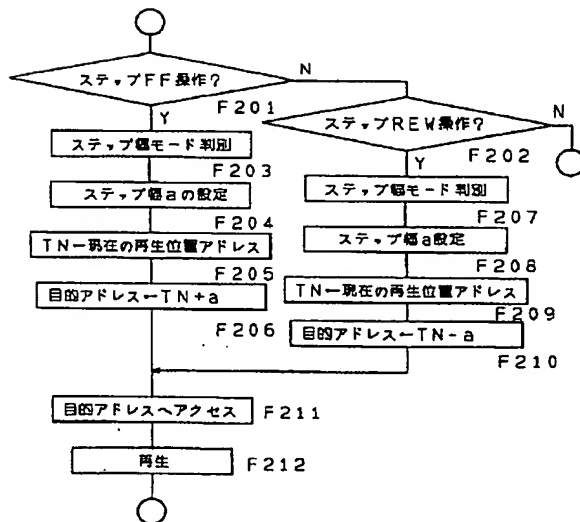 ステップFF操作?
N
F201
Y
ステップREW操作?
N
F202
Y
ステップ幅モード判別
F203
ステップ幅aの設定
F204
TN←現在の再生位置アドレス
F205
目的アドレス←TN+a
F206
ステップ幅モード判別
F207
ステップ幅a設定
F208
TN←現在の再生位置アドレス
F209
目的アドレス←TN-a
F210
目的アドレスへアクセス
F211
再生
F212